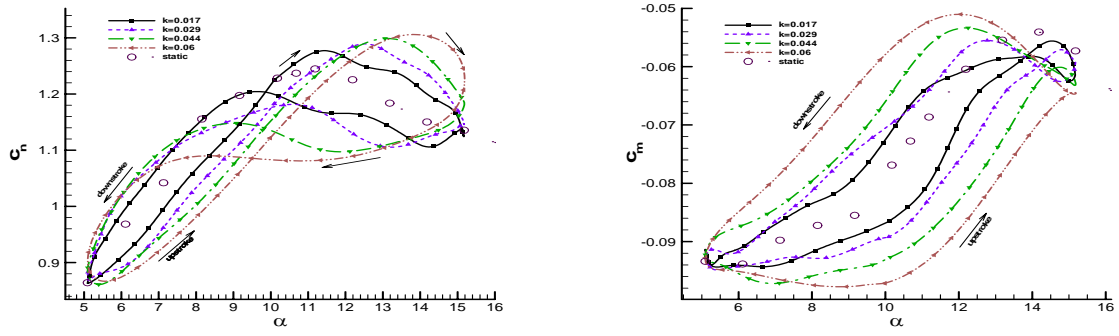 k=0.017
k=0.029
k=0.044
k=0.06
static
1.3
1.2
1.1
1
0.9
cn
downstroke
upstroke
5 6 7 8 9 10 11 12 13 14 15 16
α
-0.05
-0.06
-0.07
-0.08
-0.09
cm
k=0.017
k=0.029
k=0.044
k=0.06
static
downstroke
upstroke
6 8 10 12 14 16
α